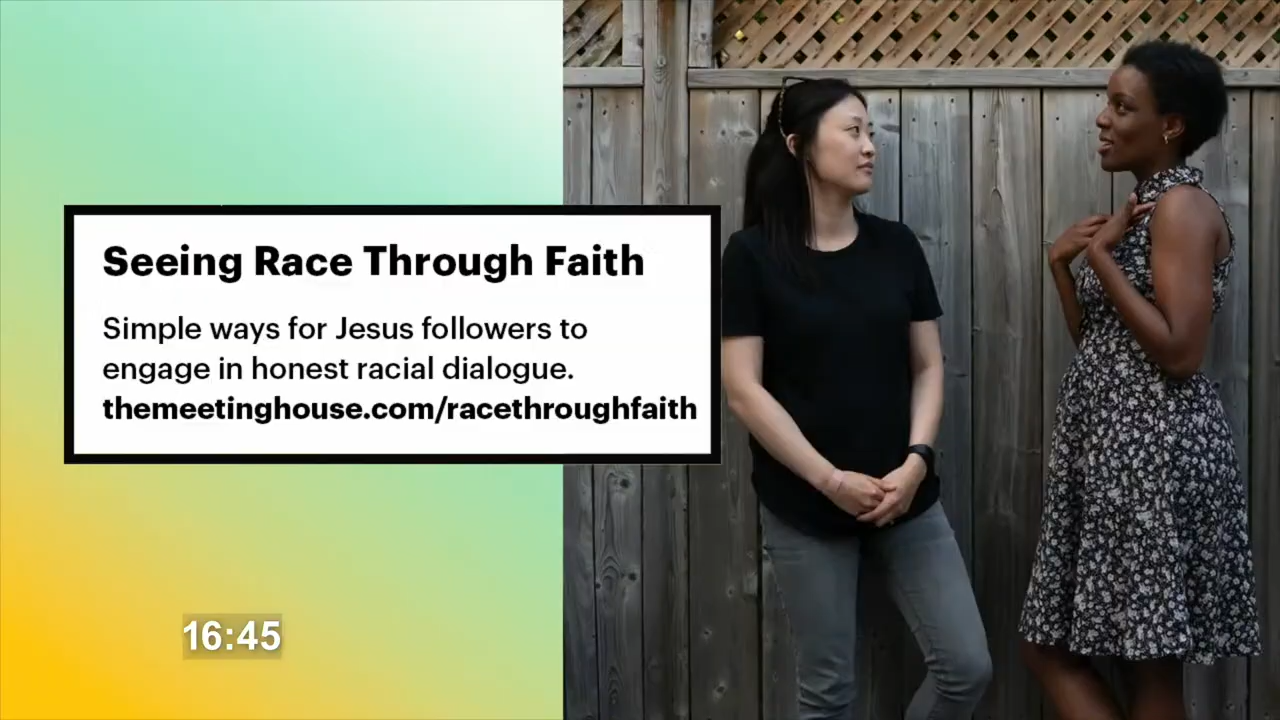 Seeing Race Through Faith
Simple ways for Jesus followers to
engage in honest racial dialogue.
themeetinghouse.com/racethroughfaith
16:45